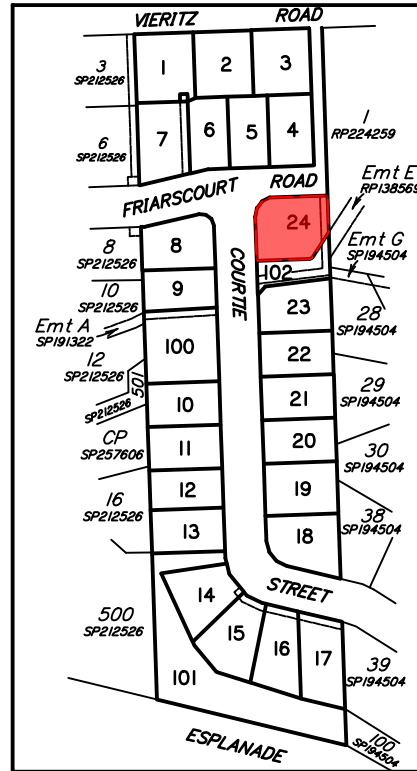 VIERITZ ROAD
3
SP212526
1
2
3
6
SP212526
7
6
5
4
1
RP224259
FRIARSCOURT ROAD
Emt E
RP138569
24
Emt G
SP194504
8
SP212526
8
COURTIE
102
10
SP212526
9
23
28
SP194504
Emt A
SP191322
100
12
SP212526
501
SP212526
22
29
SP194504
10
21
CP
SP257606
11
20
30
SP194504
16
SP212526
12
19
13
18
38
SP194504
STREET
500
SP212526
14
15
16
17
39
SP194504
101
ESPLANADE
100
SP194504